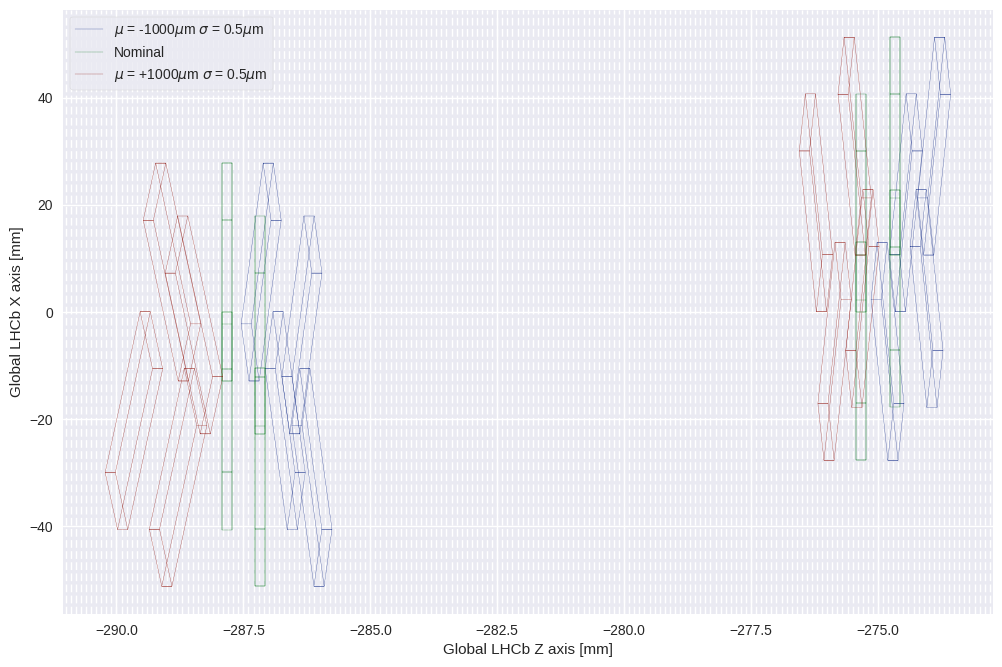 μ = -1000μm σ = 0.5μm
Nominal
μ = +1000μm σ = 0.5μm
Global LHCb X axis [mm]
40
20
0
−20
−40
−290.0 −287.5 −285.0 −282.5 −280.0 −277.5 −275.0
Global LHCb Z axis [mm]